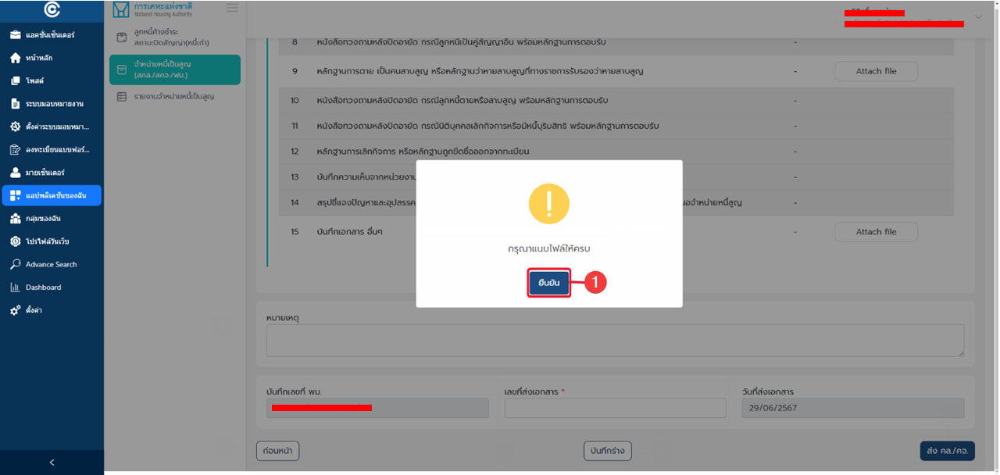 การเคหะแห่งชาติ
National Housing Authority
แอคชั่นเซ็นเตอร์
หน้าหลัก
โพสต์
ระบบมอบหมายงาน
ตั้งค่าระบบมอบหมา...
ลงทะเบียนแบบฟอร์...
มายเซ็นเตอร์
แอปพลิเคชันของฉัน
กลุ่มของฉัน
โปรไฟล์วันเว็บ
Advance Search
Dashboard
ตั้งค่า
<
ลูกหนี้ค้างชำระ
สถานะปิดสัญญา(หนี้เก่า)
จำหน่ายหนี้เป็นสูญ
(สคล./สคจ./ฟน.)
รายงานจำหน่ายหนี้เป็นสูญ
8 หนังสือทวงถามหลังปิดอายัด กรณีลูกหนี้เป็นคู่สัญญาอื่น พร้อมหลักฐานการตอบรับ -
9 หลักฐานการตาย เป็นคนสาบสูญ หรือหลักฐานว่าหายสาบสูญที่ทางราชการรับรองว่าหายสาบสูญ - Attach file
10 หนังสือทวงถามหลังปิดอายัด กรณีลูกหนี้ตายหรือสาบสูญ พร้อมหลักฐานการตอบรับ -
11 หนังสือทวงถามหลังปิดอายัด กรณีนิติบุคคลเลิกกิจการหรือมีหนี้บุริมสิทธิ พร้อมหลักฐานการตอบรับ -
12 หลักฐานการเลิกกิจการ หรือหลักฐานถูกขีดชื่อออกจากทะเบียน -
13 บันทึกความเห็นจากหน่วยงาน -
14 สรุปชี้แจงปัญหาและอุปสรรค นอจำหน่ายหนี้สูญ -
15 บันทึกเอกสาร อื่นๆ - Attach file
!
กรุณาแนบไฟล์ให้ครบ
ยืนยัน 1
หมายเหตุ
บันทึกเลขที่ พม. เลขที่ส่งเอกสาร * วันที่ส่งเอกสาร
29/06/2567
ก่อนหน้า บันทึกร่าง ส่ง คล./คจ.